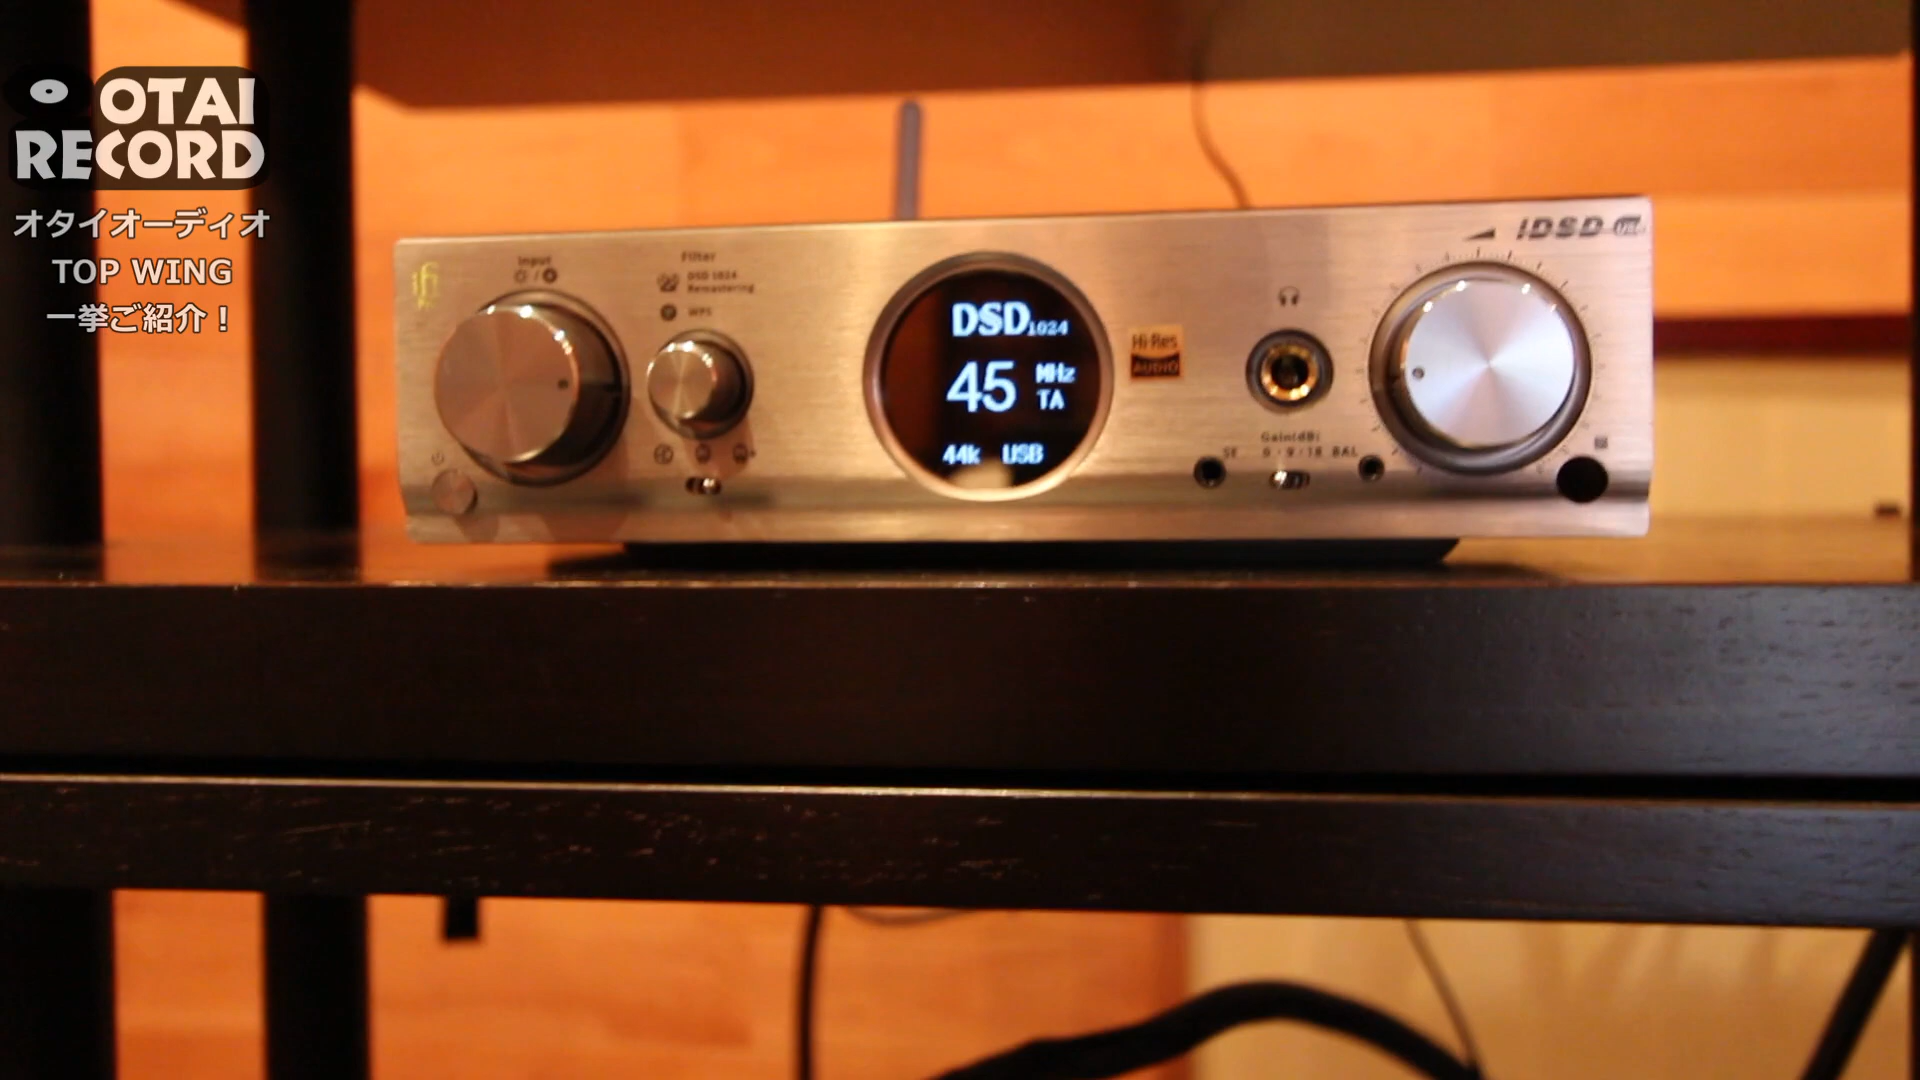 OTAI
RECORD
オタイオーディオ
TOP WING
一挙ご紹介！
ifi
Input
Filter
DSD 1024
Remastering
WPS
DSD1024
45 MHz
TA
44k USB
Hi-Res
AUDIO
Gain(dB)
SE 0·9·18 BAL
iDSD